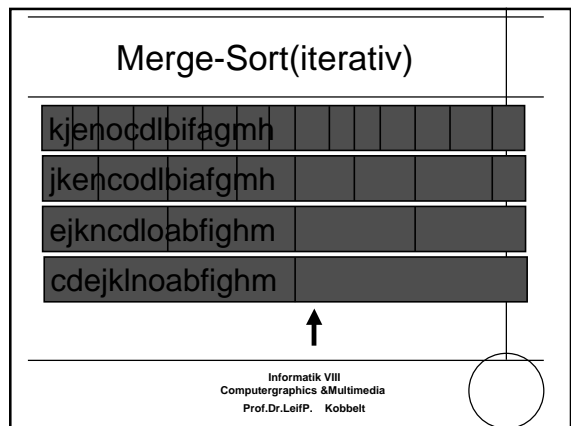 Merge-Sort(iterativ)
kjenocdlbifagmh
jkencodlbiafgmh
ejkncdloabfighm
cdejklnoabfighm
Informatik VIII
Computergraphics &Multimedia
Prof.Dr.LeifP. Kobbelt